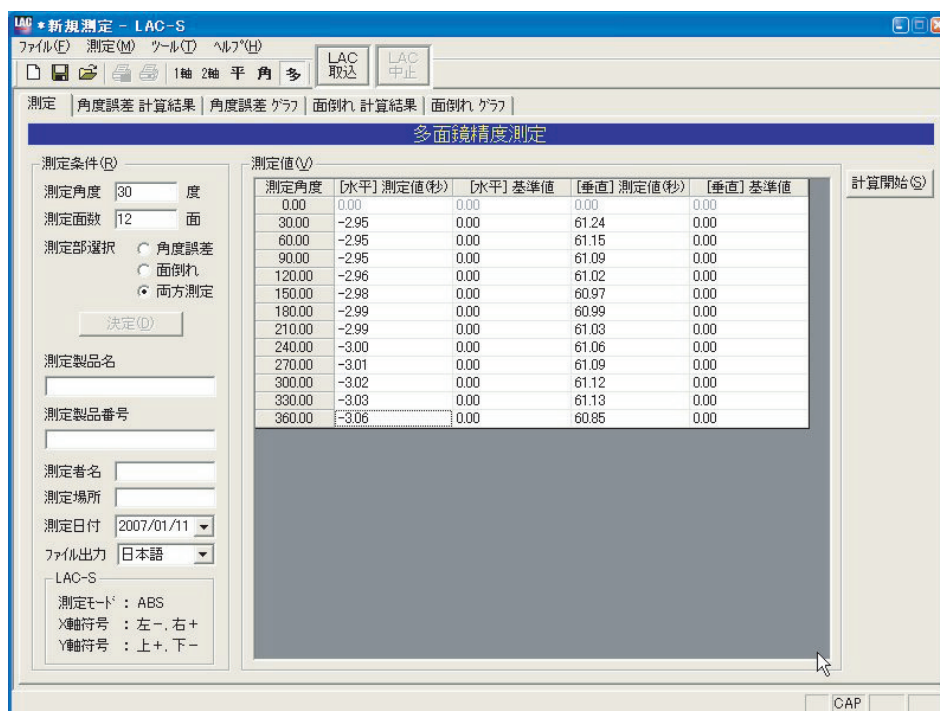 LAC *新規測定 - LAC-S
ファイル(F) 測定(M) ツール(T) ヘルプ(H)
1軸 2軸 平 角 多 LAC取込 LAC中止
測定 角度誤差 計算結果 角度誤差 グラフ 面倒れ 計算結果 面倒れ グラフ
多面鏡精度測定
測定条件(R)
測定角度 30 度
測定面数 12 面
測定部選択 角度誤差
面倒れ
両方測定
決定(D)
測定製品名
測定製品番号
測定者名
測定場所
測定日付 2007/01/11
ファイル出力 日本語
LAC-S
測定モード : ABS
X軸符号 : 左-, 右+
Y軸符号 : 上+, 下-
測定値(V)
測定角度 [水平] 測定値(秒) [水平] 基準値 [垂直] 測定値(秒) [垂直] 基準値
0.00 0.00 0.00 0.00 0.00
30.00 -2.95 0.00 61.24 0.00
60.00 -2.95 0.00 61.15 0.00
90.00 -2.95 0.00 61.09 0.00
120.00 -2.96 0.00 61.02 0.00
150.00 -2.98 0.00 60.97 0.00
180.00 -2.99 0.00 60.99 0.00
210.00 -2.99 0.00 61.03 0.00
240.00 -3.00 0.00 61.06 0.00
270.00 -3.01 0.00 61.09 0.00
300.00 -3.02 0.00 61.12 0.00
330.00 -3.03 0.00 61.13 0.00
360.00 -3.06 0.00 60.85 0.00
計算開始(S)
CAP